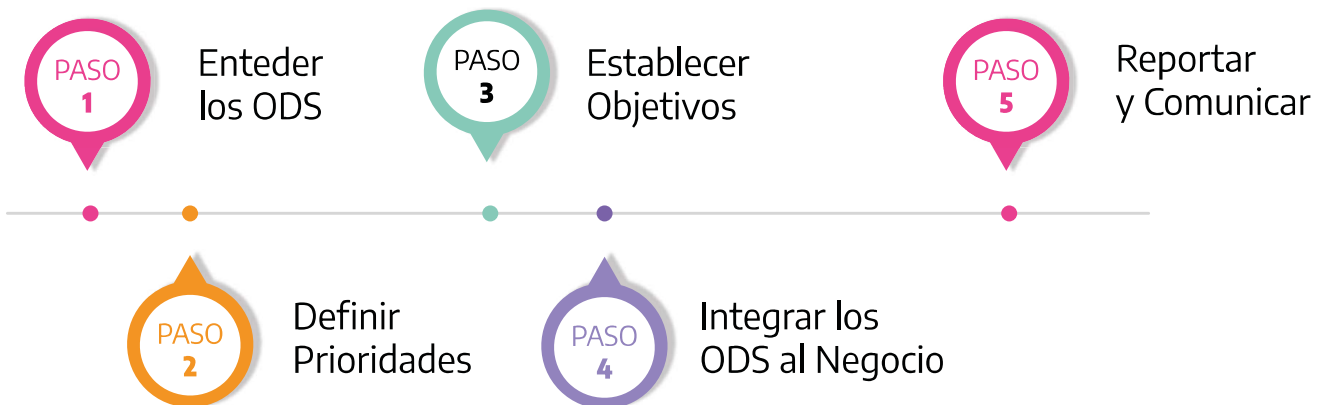 PASO
1
Enteder
los ODS
PASO
2
Definir
Prioridades
PASO
3
Establecer
Objetivos
PASO
4
Integrar los
ODS al Negocio
PASO
5
Reportar
y Comunicar